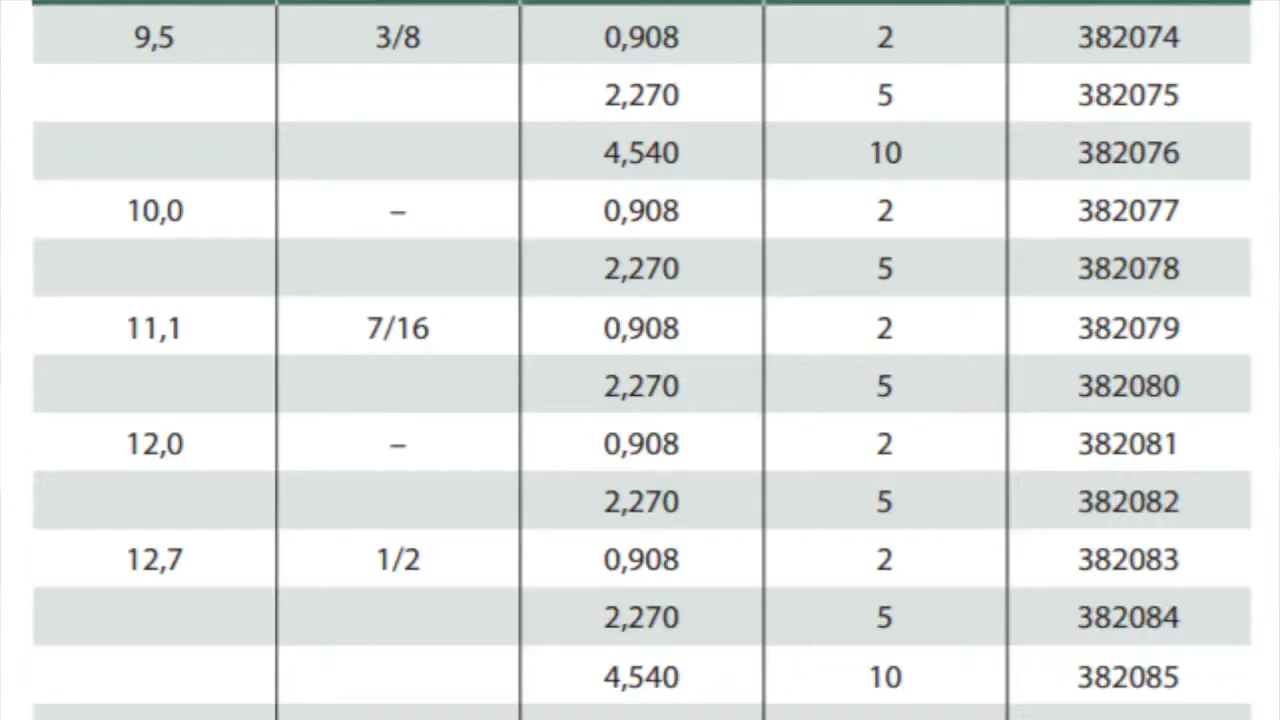 9,5 3/8 0,908 2 382074
2,270 5 382075
4,540 10 382076
10,0 – 0,908 2 382077
2,270 5 382078
11,1 7/16 0,908 2 382079
2,270 5 382080
12,0 – 0,908 2 382081
2,270 5 382082
12,7 1/2 0,908 2 382083
2,270 5 382084
4,540 10 382085